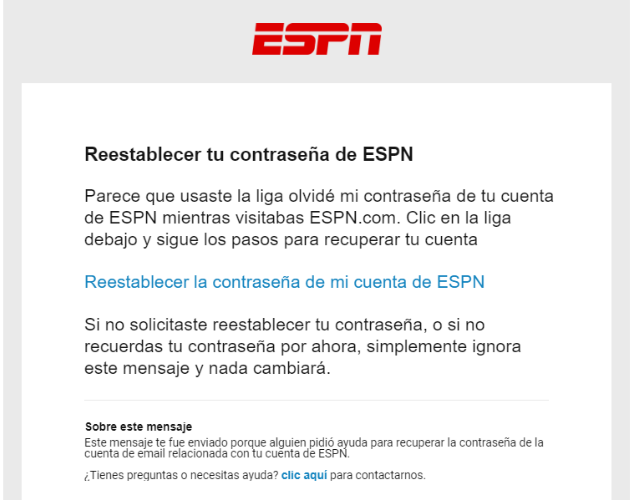 ESPN
Reestablecer tu contraseña de ESPN
Parece que usaste la liga olvidé mi contraseña de tu cuenta
de ESPN mientras visitabas ESPN.com. Clic en la liga
debajo y sigue los pasos para recuperar tu cuenta
Reestablecer la contraseña de mi cuenta de ESPN
Si no solicitaste reestablecer tu contraseña, o si no
recuerdas tu contraseña por ahora, simplemente ignora
este mensaje y nada cambiará.
Sobre este mensaje
Este mensaje te fue enviado porque alguien pidió ayuda para recuperar la contraseña de la
cuenta de email relacionada con tu cuenta de ESPN.
¿Tienes preguntas o necesitas ayuda? clic aquí para contactarnos.